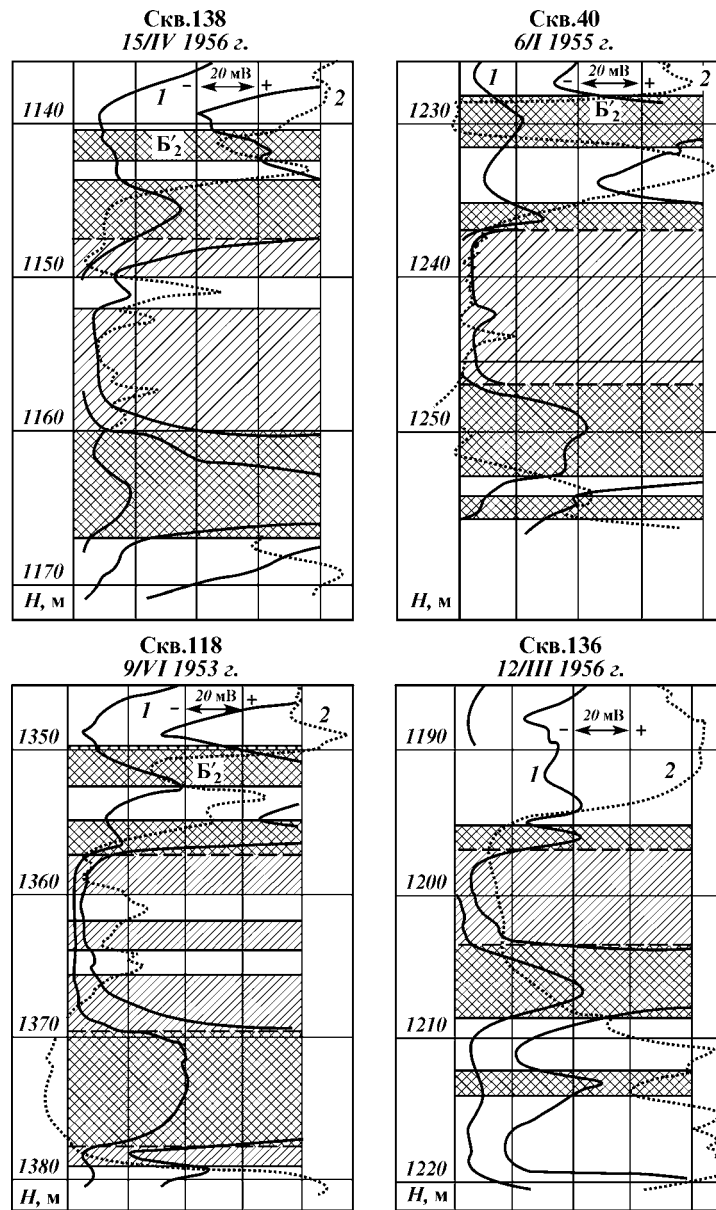 Скв.138
15/IV 1956 г.
1
– 20 мВ +
2
1140
Б′₂
1150
1160
1170
Н, м
Скв.40
6/I 1955 г.
1
– 20 мВ +
2
1230
Б′₂
1240
1250
Н, м
Скв.118
9/VI 1953 г.
1
– 20 мВ +
2
1350
Б′₂
1360
1370
1380
Н, м
Скв.136
12/III 1956 г.
– 20 мВ +
1190
1
2
1200
1210
1220
Н, м